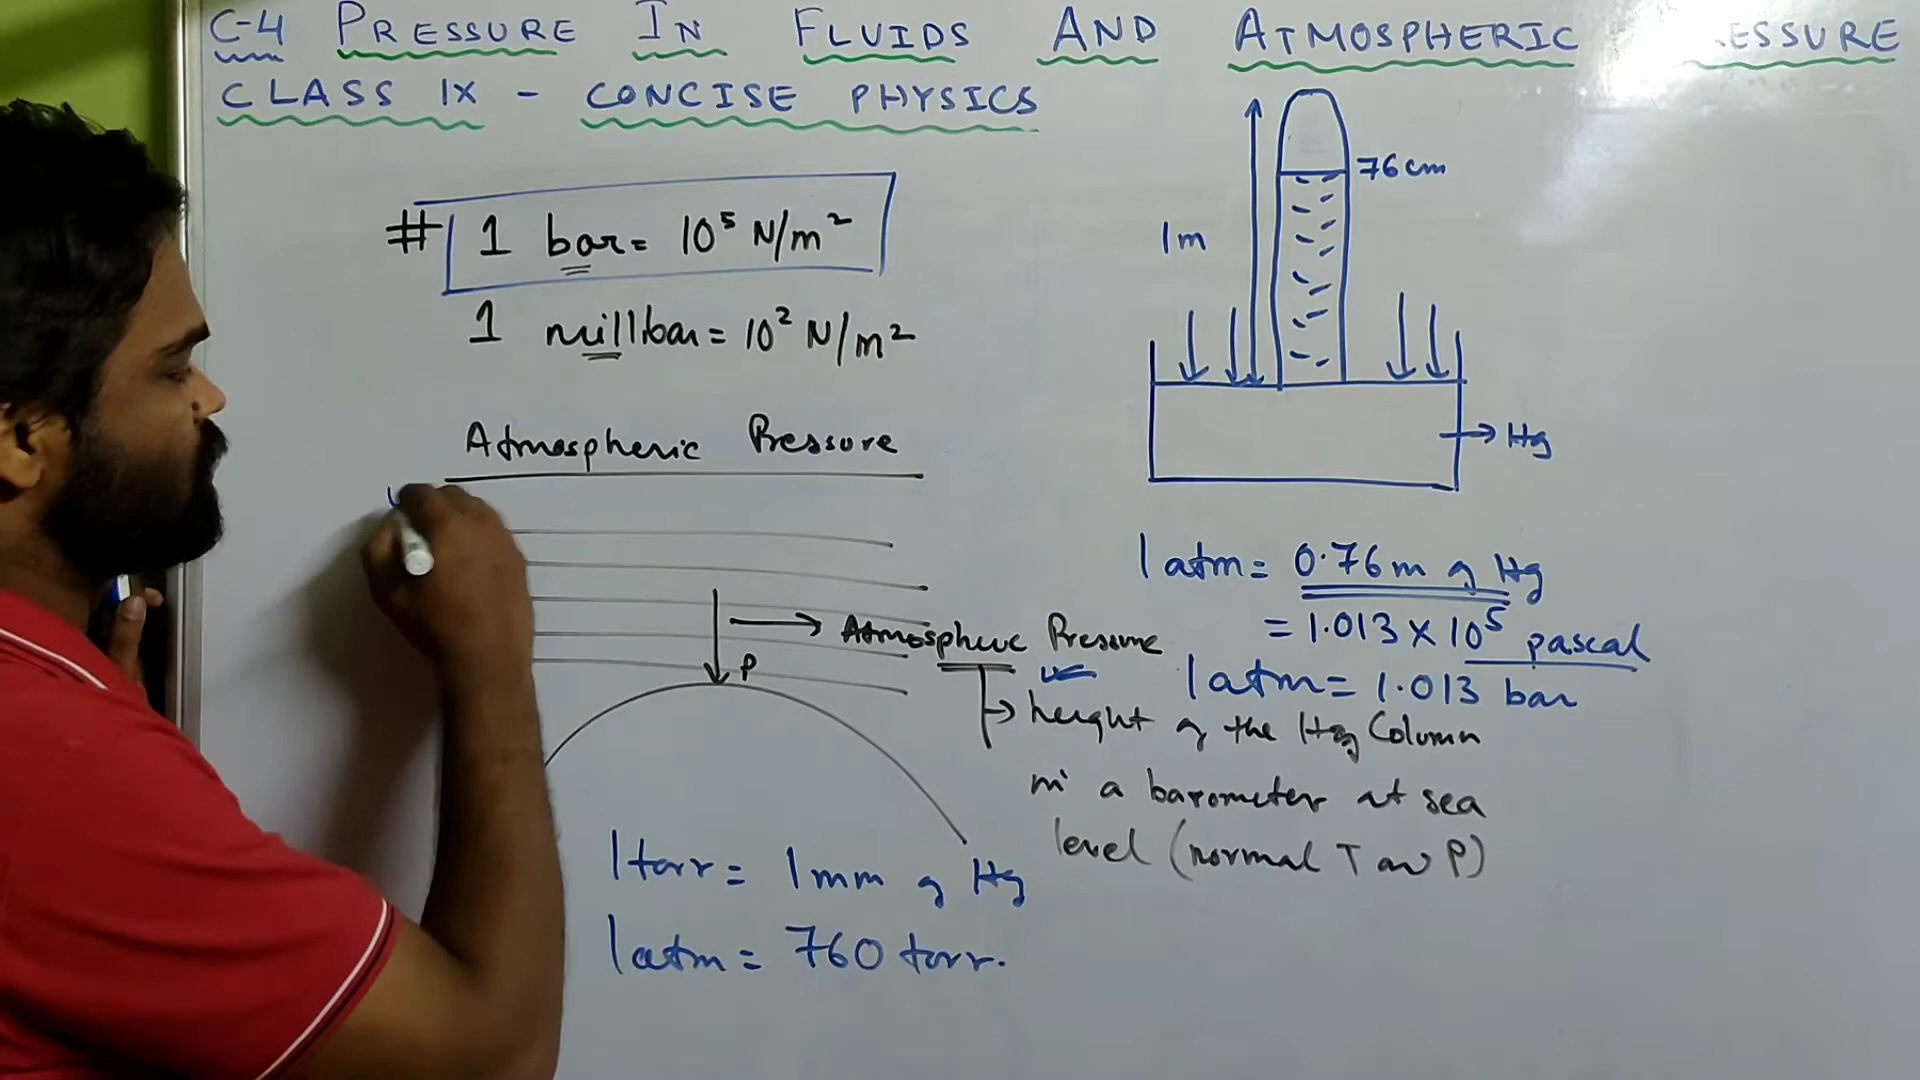 C-4 PRESSURE IN FLUIDS AND ATMOSPHERIC ESSURE
CLASS IX - CONCISE PHYSICS
# 1 bar = 10⁵ N/m²
1 millibar = 10² N/m²
Atmospheric Pressure
P
Atmospheric Pressure
height of the Hg Column
in a barometer at sea
level (normal T and P)
1 torr = 1 mm of Hg
1 atm = 760 torr.
76 cm
1m
Hg
1 atm = 0.76 m of Hg
= 1.013 × 10⁵ pascal
1 atm = 1.013 bar